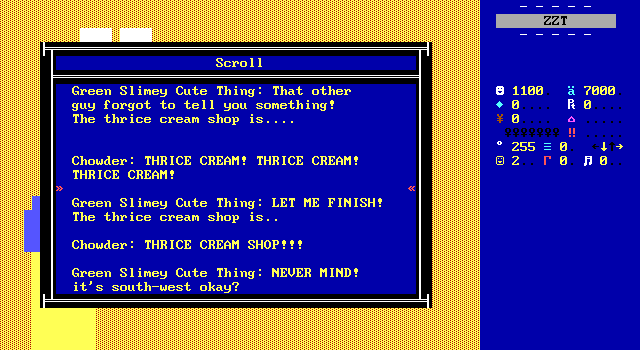 Scroll
Green Slimey Cute Thing: That other
guy forgot to tell you something!
The thrice cream shop is....
Chowder: THRICE CREAM! THRICE CREAM!
THRICE CREAM!
» «
Green Slimey Cute Thing: LET ME FINISH!
The thrice cream shop is..
Chowder: THRICE CREAM SHOP!!!
Green Slimey Cute Thing: NEVER MIND!
it's south-west okay?
- - - - -
ZZT
- - - - -
1100 ä 7000
♦ 0 ℞ 0
¥ 0
‼
° 255 ≡ 0 ↓ →
2 Γ 0 ♫ 0